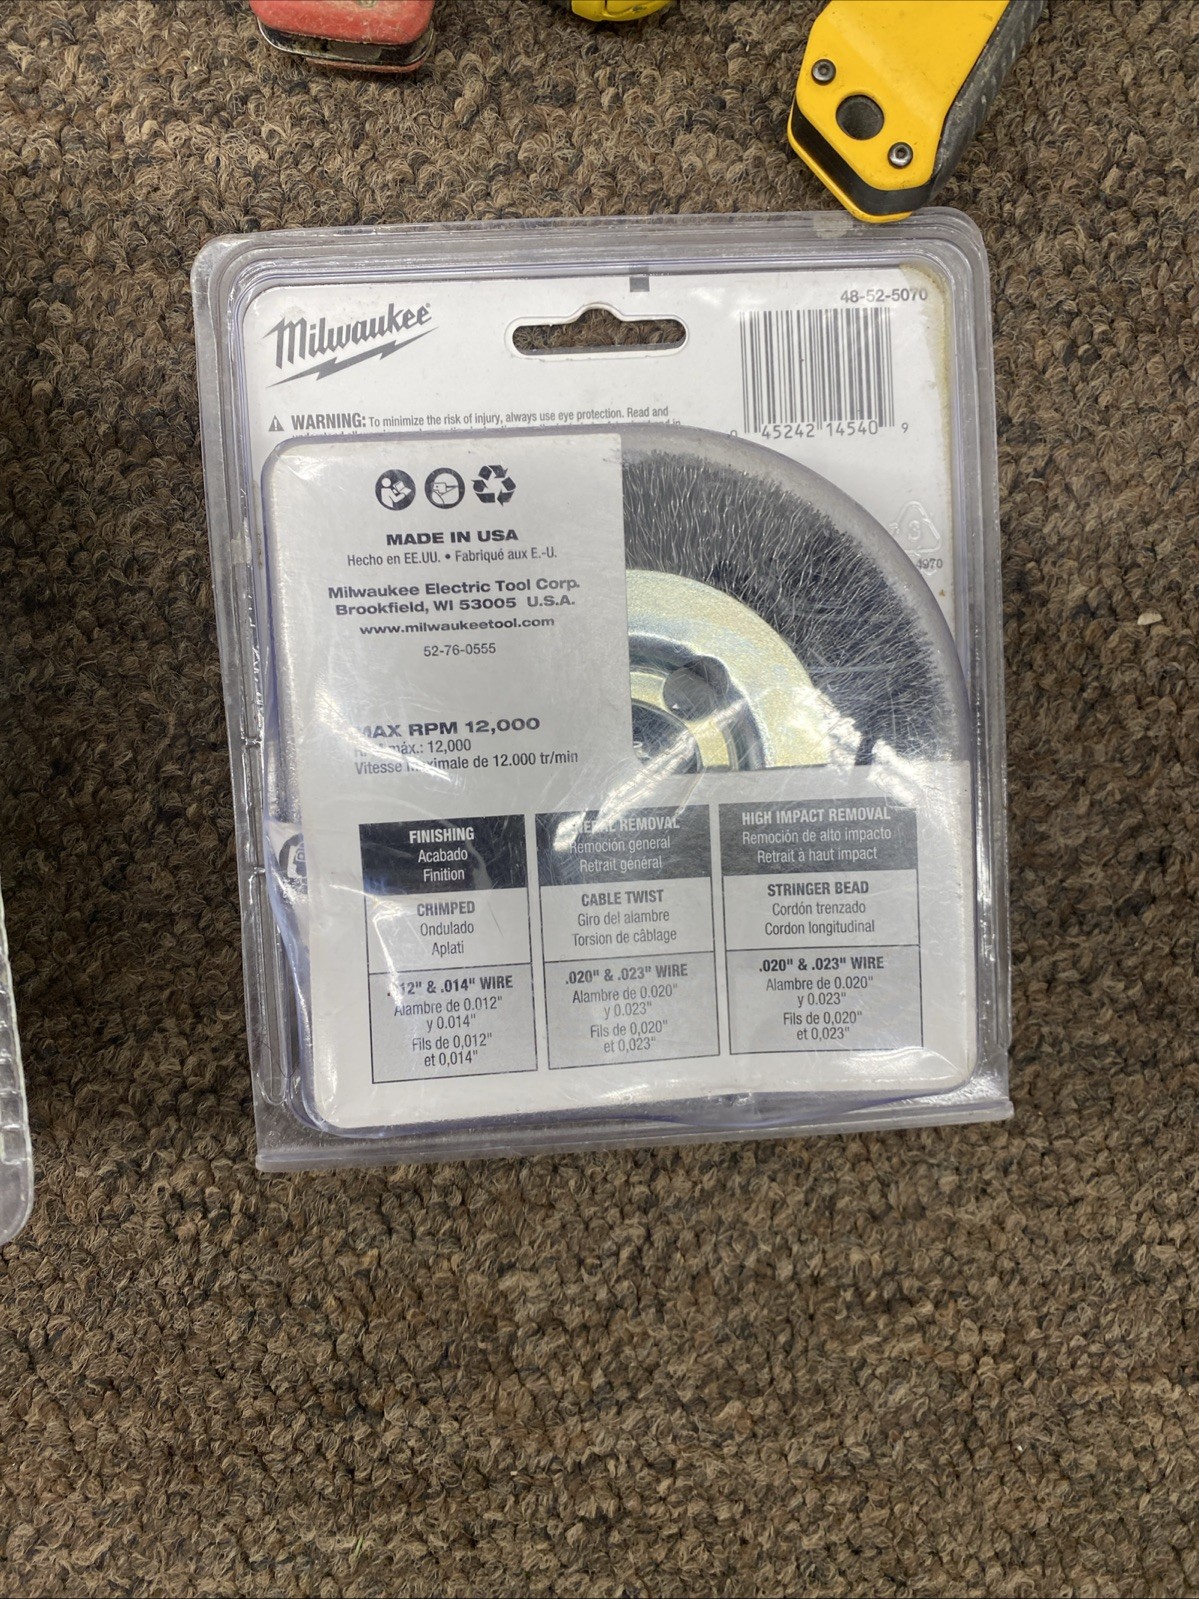 Milwaukee®
48-52-5070
45242 14540 9
WARNING: To minimize the risk of injury, always use eye protection. Read and
3
MADE IN USA
Hecho en EE.UU. • Fabriqué aux E.-U.
Milwaukee Electric Tool Corp.
Brookfield, WI 53005 U.S.A.
www.milwaukeetool.com
52-76-0555
MAX RPM 12,000
máx.: 12,000
Vitesse maximale de 12.000 tr/min
FINISHING
Acabado
Finition
CRIMPED
Ondulado
Aplati
.012" & .014" WIRE
Alambre de 0.012"
y 0.014"
Fils de 0,012"
et 0,014"
REMOVAL
Remoción general
Retrait général
CABLE TWIST
Giro del alambre
Torsion de câblage
.020" & .023" WIRE
Alambre de 0.020"
y 0.023"
Fils de 0,020"
et 0,023"
HIGH IMPACT REMOVAL
Remoción de alto impacto
Retrait à haut impact
STRINGER BEAD
Cordón trenzado
Cordon longitudinal
.020" & .023" WIRE
Alambre de 0.020"
y 0.023"
Fils de 0,020"
et 0,023"